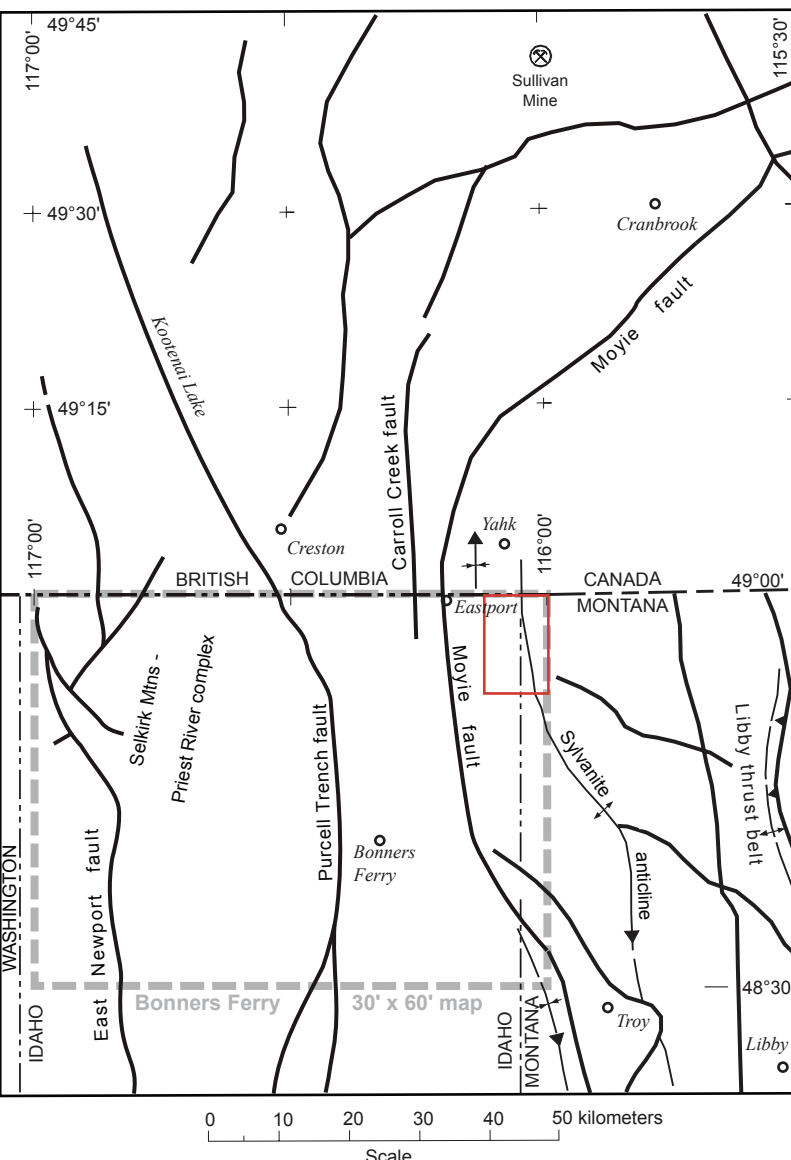 49°45'
117°00'
115°30'
Sullivan
Mine
49°30'
Cranbrook
Kootenai Lake
Moyie fault
49°15'
Carroll Creek fault
117°00'
Creston
Yahk
116°00'
BRITISH COLUMBIA
CANADA
49°00'
Eastport
MONTANA
Selkirk Mtns -
Priest River complex
Moyie fault
Purcell Trench fault
Sylvanite
anticline
Libby thrust belt
Bonners
Ferry
WASHINGTON
East Newport fault
Bonners Ferry 30' x 60' map
48°30
IDAHO
IDAHO
MONTANA
Troy
Libby
0 10 20 30 40 50 kilometers
Scale